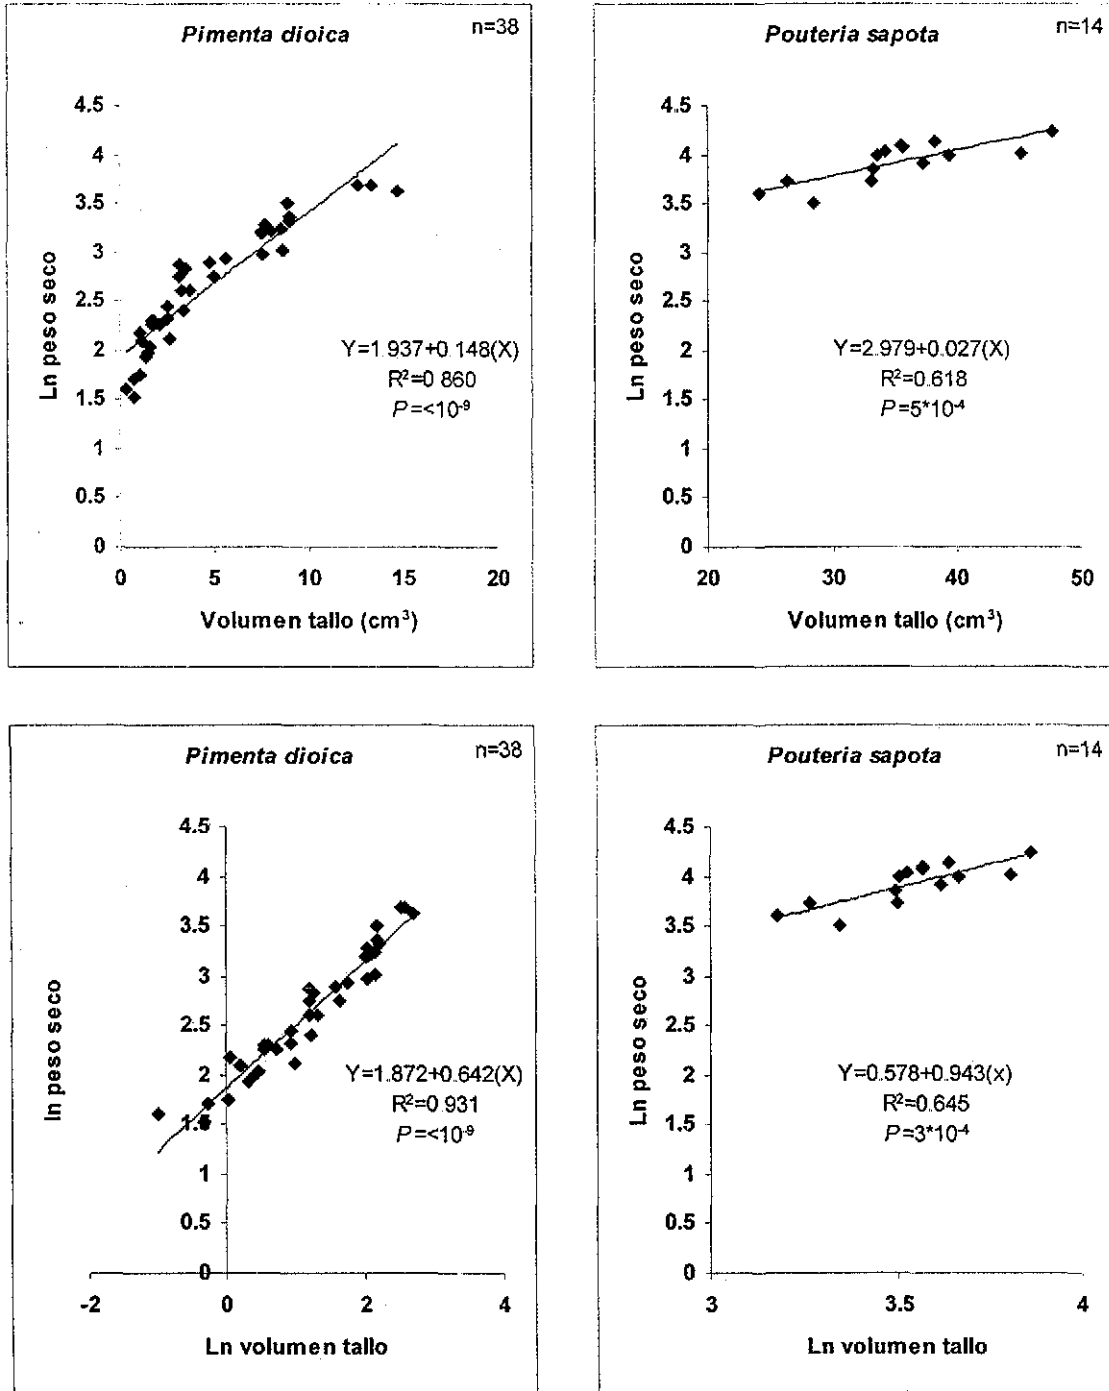 Pimenta dioica n=38
4.5
4
3.5
3
2.5
2
1.5
1
0.5
0
Ln peso seco
Y=1.937+0.148(X)
R²=0.860
P=<10⁻⁹
0 5 10 15 20
Volumen tallo (cm³)
Pouteria sapota n=14
4.5
4
3.5
3
2.5
2
1.5
1
0.5
0
Ln peso seco
Y=2.979+0.027(X)
R²=0.618
P=5*10⁻⁴
20 30 40 50
Volumen tallo (cm³)
Pimenta dioica n=38
4.5
4
3.5
3
2.5
2
1.5
1
0.5
0
ln peso seco
Y=1.872+0.642(X)
R²=0.931
P=<10⁻⁹
-2 0 2 4
Ln volumen tallo
Pouteria sapota n=14
4.5
4
3.5
3
2.5
2
1.5
1
0.5
0
Ln peso seco
Y=0.578+0.943(x)
R²=0.645
P=3*10⁻⁴
3 3.5 4
Ln volumen tallo